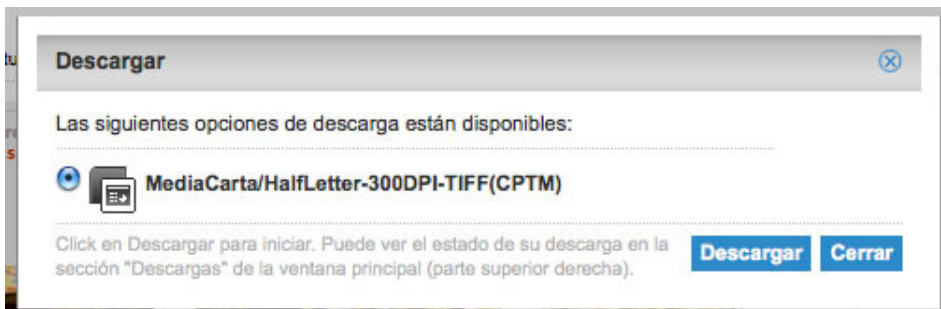 Descargar
Las siguientes opciones de descarga están disponibles:
MediaCarta/HalfLetter-300DPI-TIFF(CPTM)
Click en Descargar para iniciar. Puede ver el estado de su descarga en la
sección "Descargas" de la ventana principal (parte superior derecha).
Descargar Cerrar